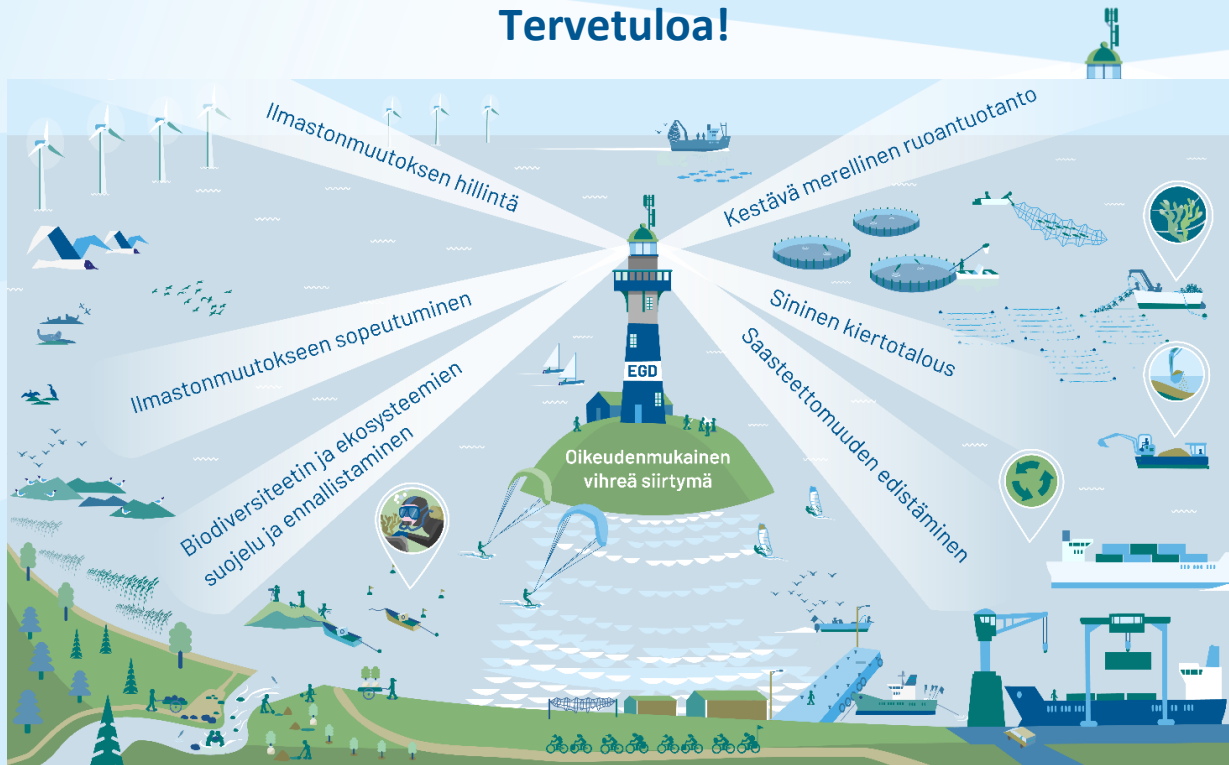 Tervetuloa!
Ilmastonmuutoksen hillintä
Kestävä merellinen ruoantuotanto
Ilmastonmuutokseen sopeutuminen
Sininen kiertotalous
Biodiversiteetin ja ekosysteemien
suojelu ja ennallistaminen
Saasteettomuuden edistäminen
EGD
Oikeudenmukainen
vihreä siirtymä